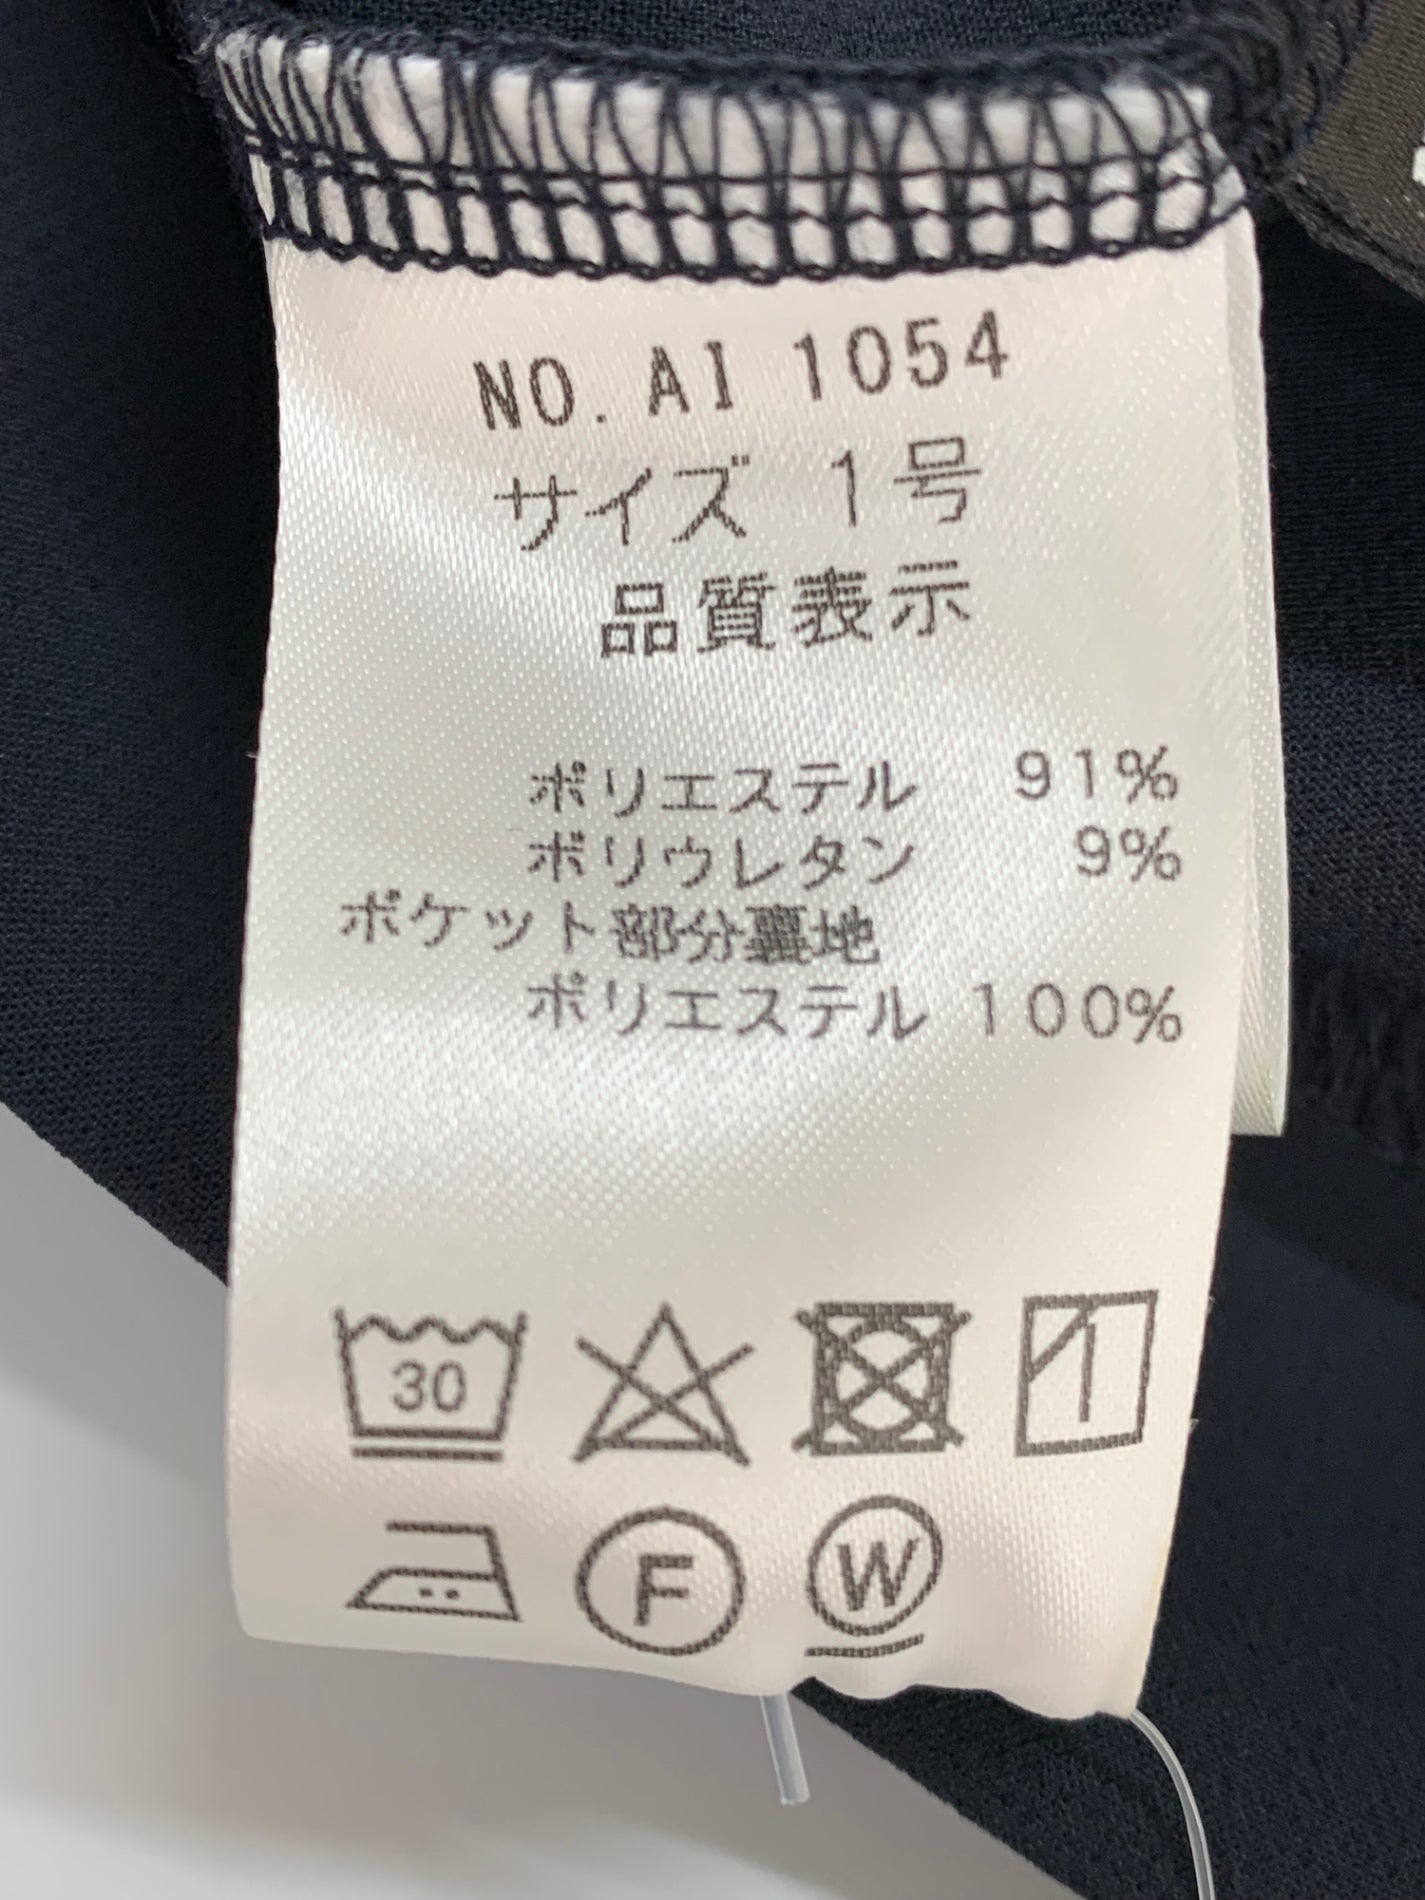 NO. AI 1054
サイズ 1号
品質表示
ポリエステル 91%
ポリウレタン 9%
ポケット部分裏地
ポリエステル 100%
30
F W